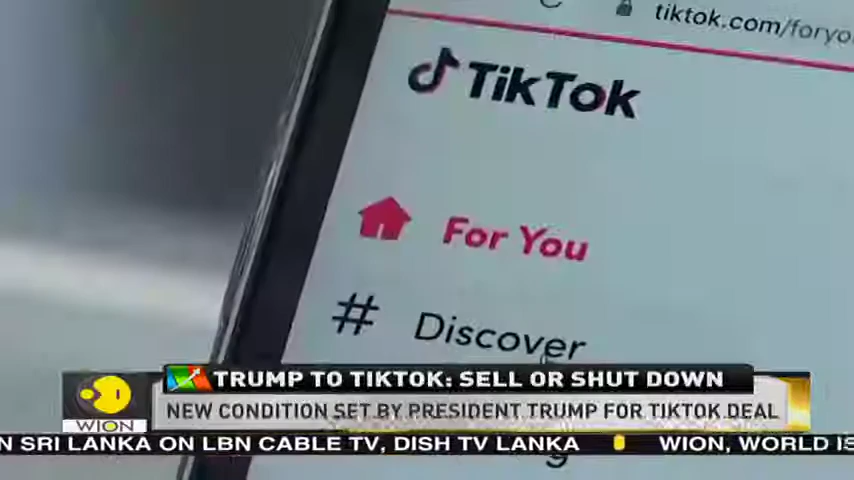 tiktok.com/foryo
TikTok
For You
# Discover
TRUMP TO TIKTOK: SELL OR SHUT DOWN
NEW CONDITION SET BY PRESIDENT TRUMP FOR TIKTOK DEAL
WION
N SRI LANKA ON LBN CABLE TV, DISH TV LANKA WION, WORLD IS